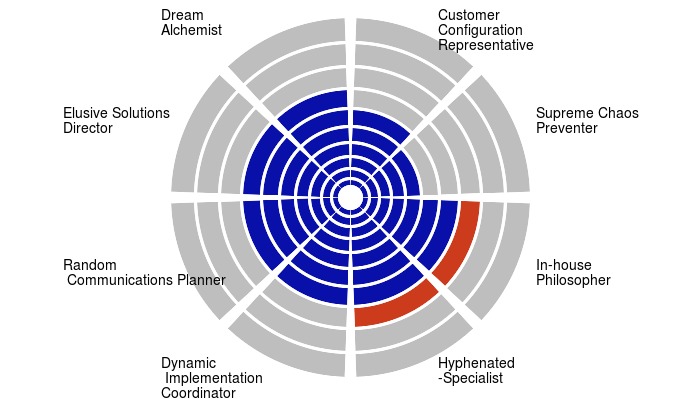 Dream
Alchemist
Customer
Configuration
Representative
Elusive Solutions
Director
Supreme Chaos
Preventer
Random
Communications Planner
In-house
Philosopher
Dynamic
Implementation
Coordinator
Hyphenated
-Specialist